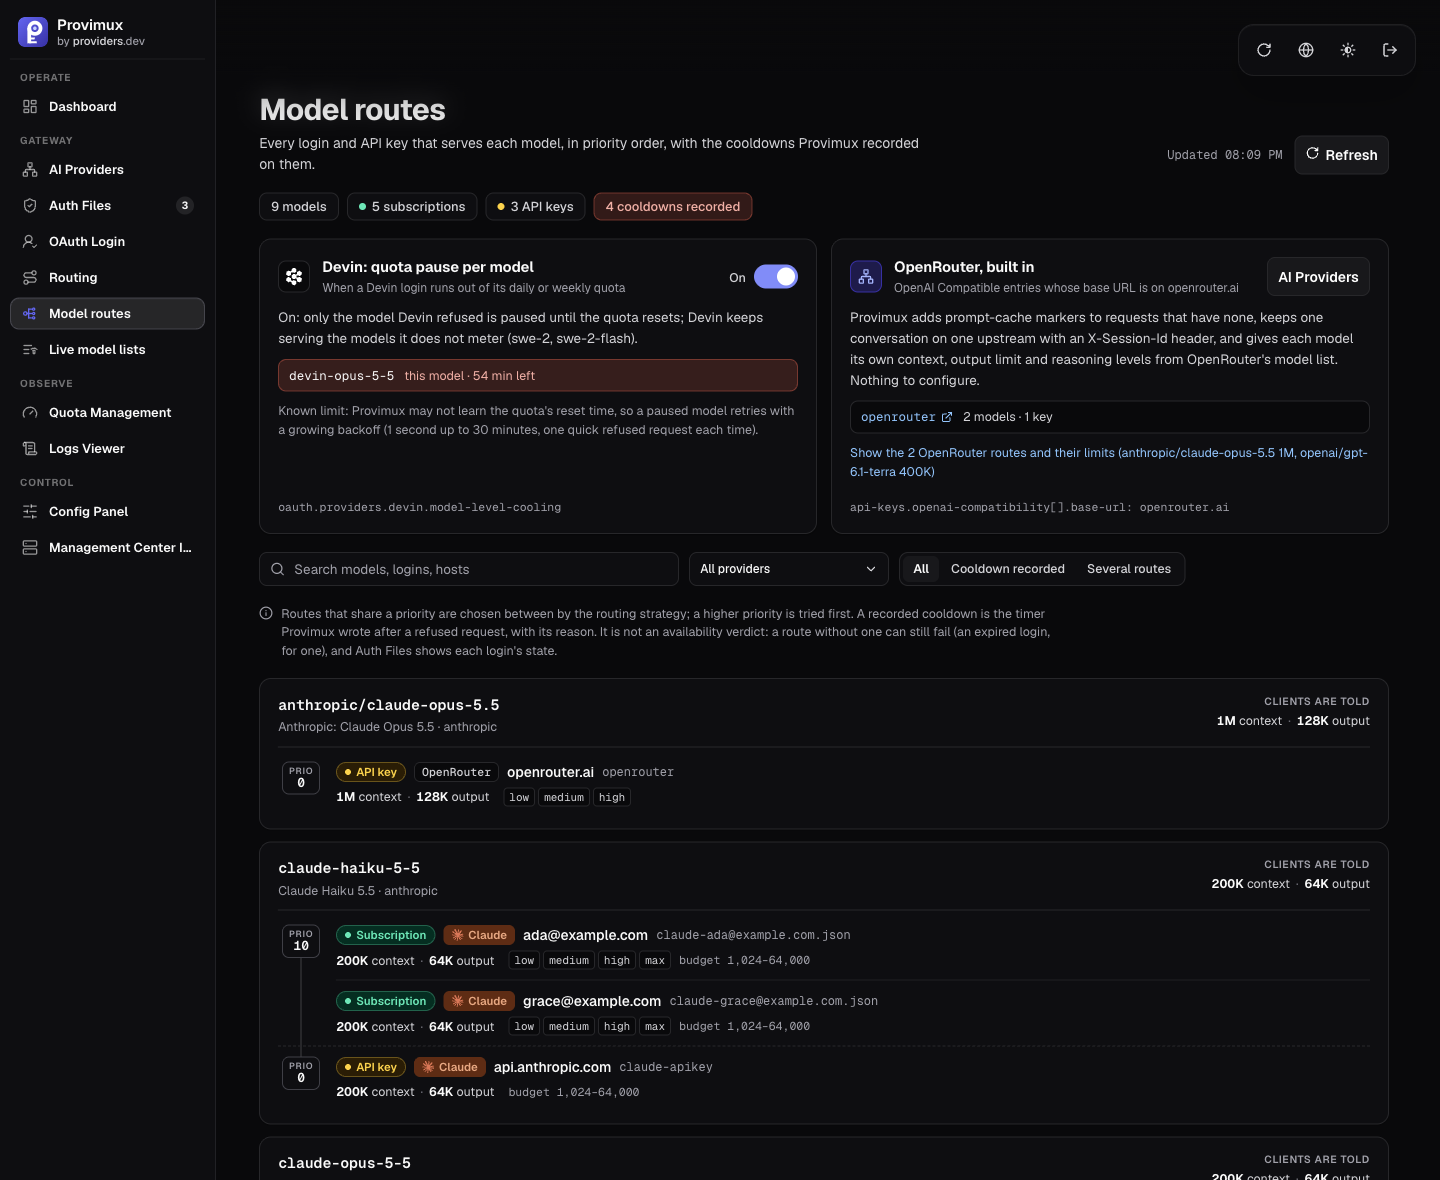 Provimux
by providers.dev
OPERATE
Dashboard
GATEWAY
AI Providers
Auth Files 3
OAuth Login
Routing
Model routes
Live model lists
OBSERVE
Quota Management
Logs Viewer
CONTROL
Config Panel
Management Center I...
Model routes
Every login and API key that serves each model, in priority order, with the cooldowns Provimux recorded
on them.
Updated 08:09 PM
Refresh
9 models
5 subscriptions
3 API keys
4 cooldowns recorded
Devin: quota pause per model
When a Devin login runs out of its daily or weekly quota
On
On: only the model Devin refused is paused until the quota resets; Devin keeps
serving the models it does not meter (swe-2, swe-2-flash).
devin-opus-5-5 this model · 54 min left
Known limit: Provimux may not learn the quota's reset time, so a paused model retries with
a growing backoff (1 second up to 30 minutes, one quick refused request each time).
oauth.providers.devin.model-level-cooling
OpenRouter, built in
OpenAI Compatible entries whose base URL is on openrouter.ai
AI Providers
Provimux adds prompt-cache markers to requests that have none, keeps one
conversation on one upstream with an X-Session-Id header, and gives each model
its own context, output limit and reasoning levels from OpenRouter's model list.
Nothing to configure.
openrouter 2 models · 1 key
Show the 2 OpenRouter routes and their limits (anthropic/claude-opus-5.5 1M, openai/gpt-
6.1-terra 400K)
api-keys.openai-compatibility[].base-url: openrouter.ai
Search models, logins, hosts
All providers
All
Cooldown recorded
Several routes
Routes that share a priority are chosen between by the routing strategy; a higher priority is tried first. A recorded cooldown is the timer
Provimux wrote after a refused request, with its reason. It is not an availability verdict: a route without one can still fail (an expired login,
for one), and Auth Files shows each login's state.
anthropic/claude-opus-5.5
Anthropic: Claude Opus 5.5 · anthropic
CLIENTS ARE TOLD
1M context · 128K output
PRIO
0
API key OpenRouter openrouter.ai openrouter
1M context · 128K output low medium high
claude-haiku-5-5
Claude Haiku 5.5 · anthropic
CLIENTS ARE TOLD
200K context · 64K output
PRIO
10
Subscription Claude ada@example.com claude-ada@example.com.json
200K context · 64K output low medium high max budget 1,024–64,000
Subscription Claude grace@example.com claude-grace@example.com.json
200K context · 64K output low medium high max budget 1,024–64,000
PRIO
0
API key Claude api.anthropic.com claude-apikey
200K context · 64K output budget 1,024–64,000
claude-opus-5-5
CLIENTS ARE TOLD
200K context · 64K output